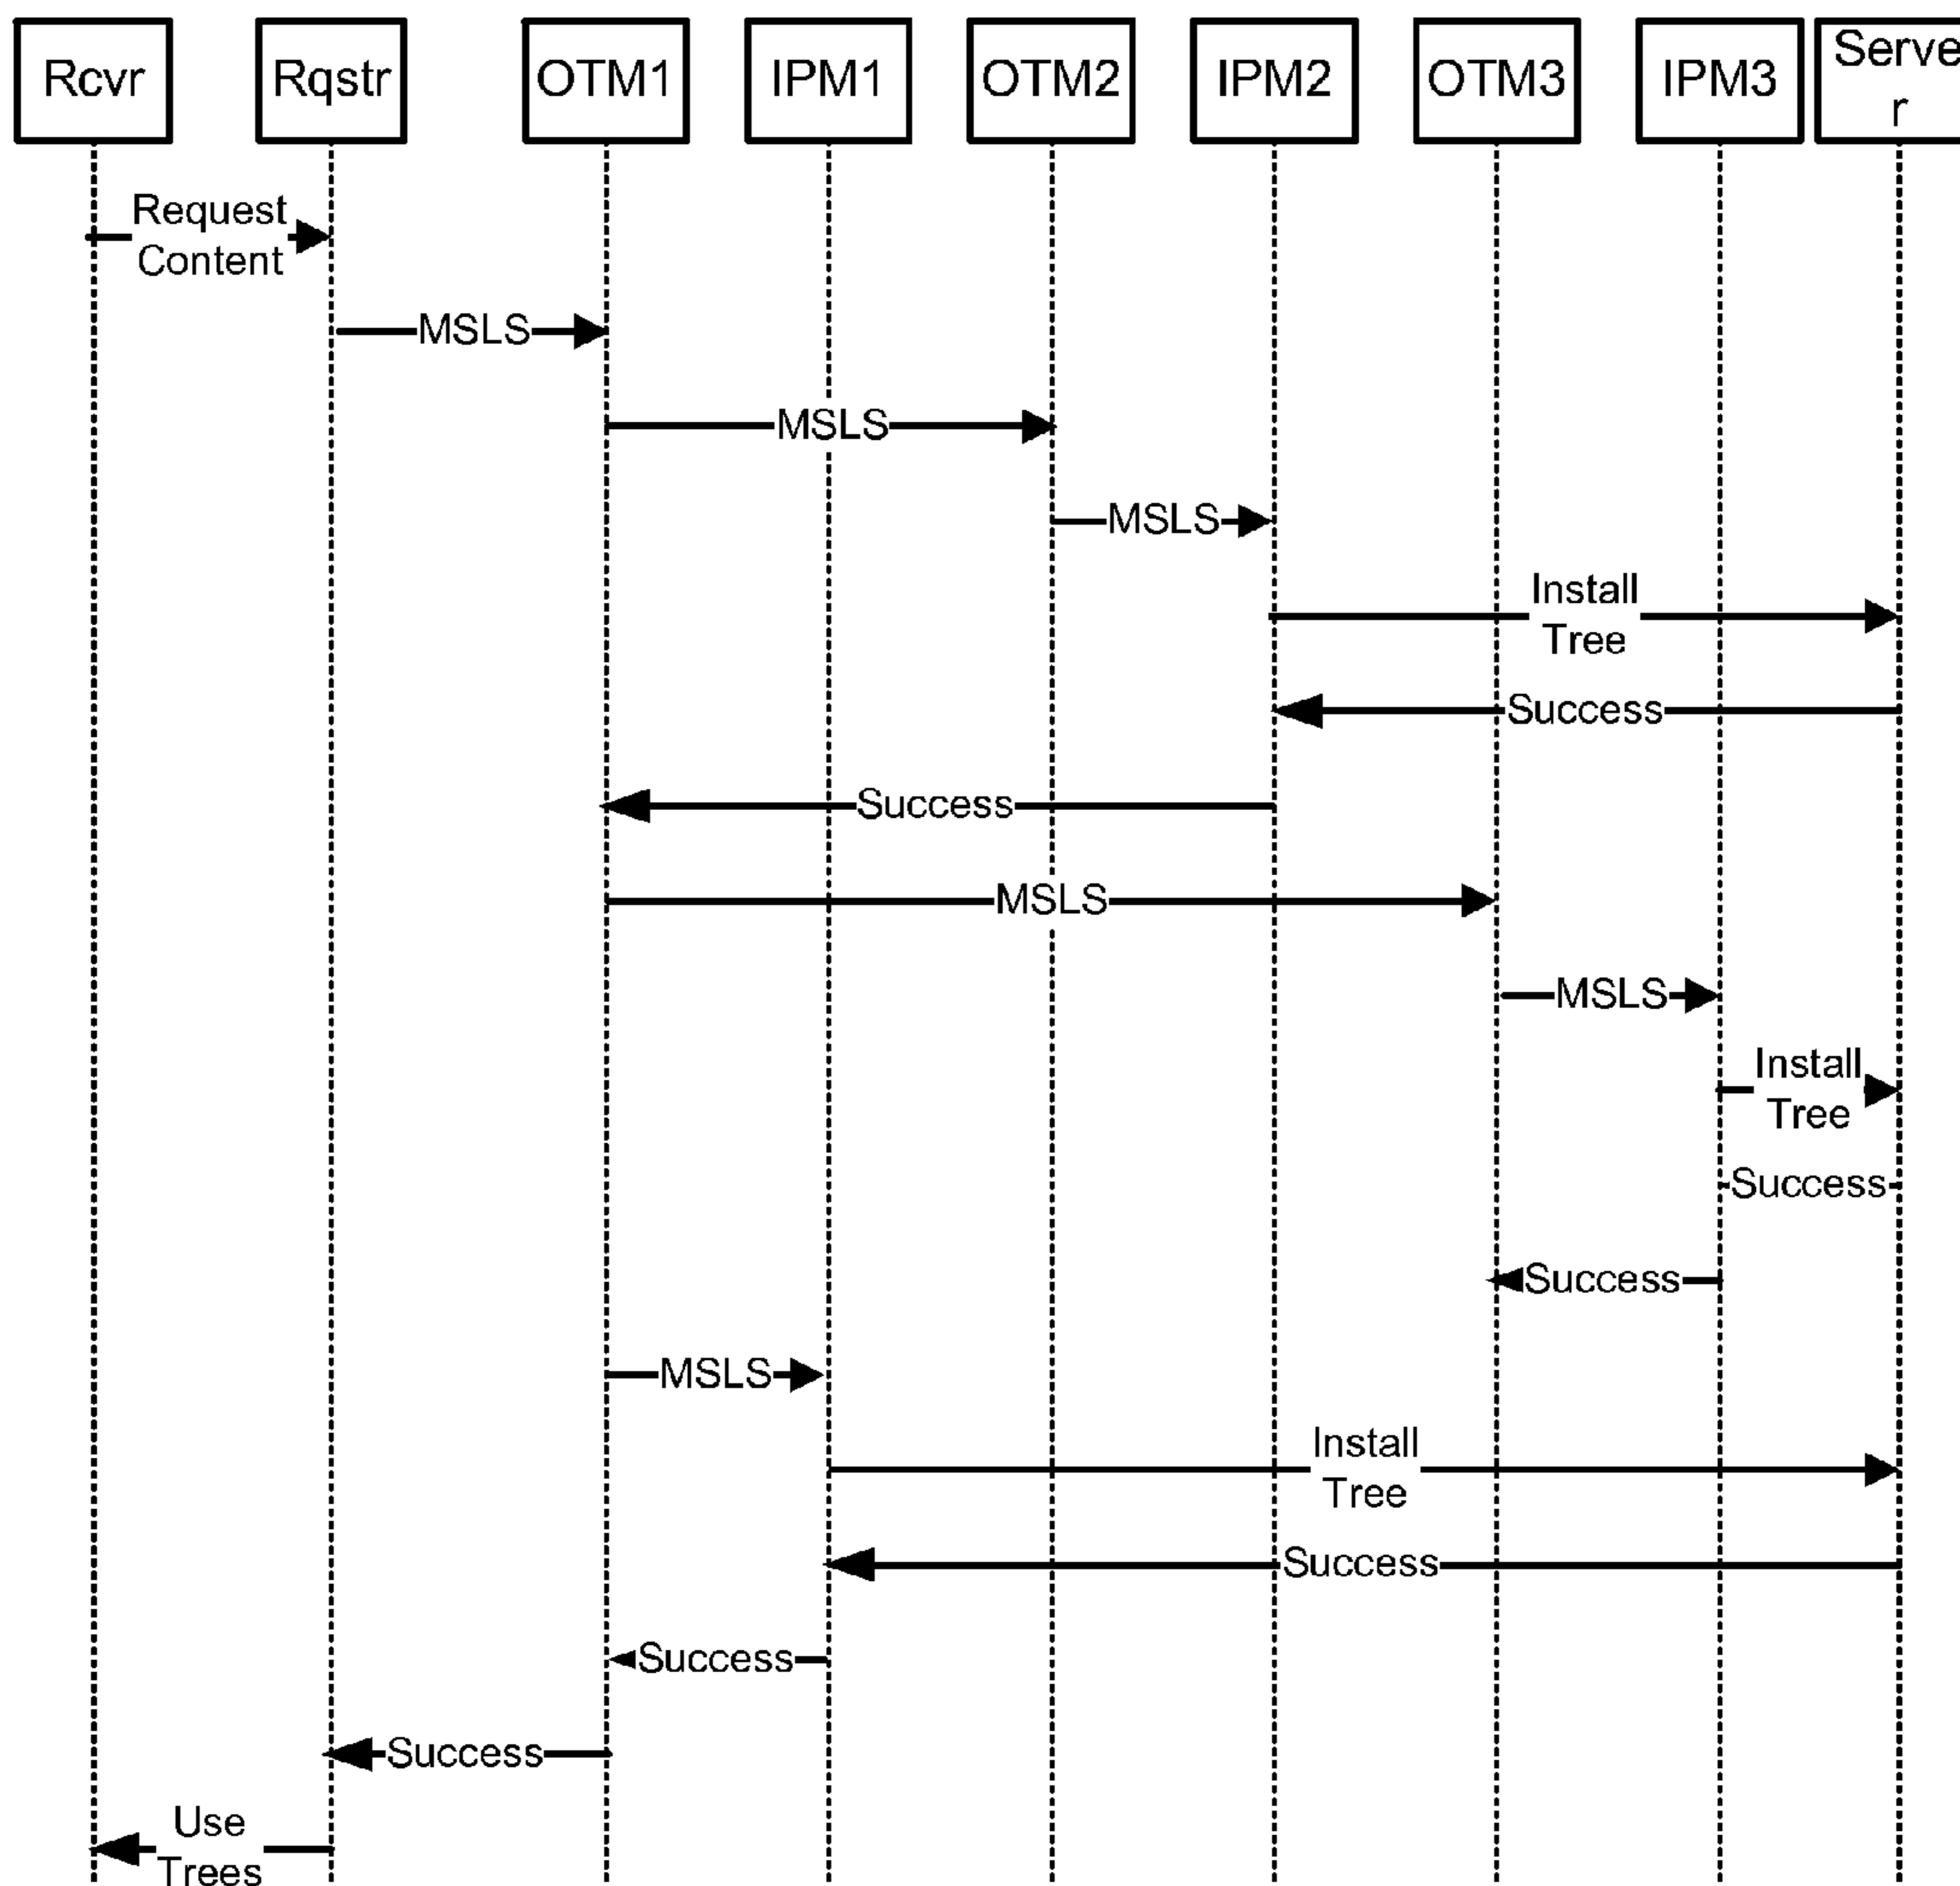 Rcvr
Rqstr
OTM1
IPM1
OTM2
IPM2
OTM3
IPM3
Serve
r
Request
Content
MSLS
MSLS
MSLS
Install
Tree
Success
Success
MSLS
MSLS
Install
Tree
Success
Success
MSLS
Install
Tree
Success
Success
Success
Use
Trees